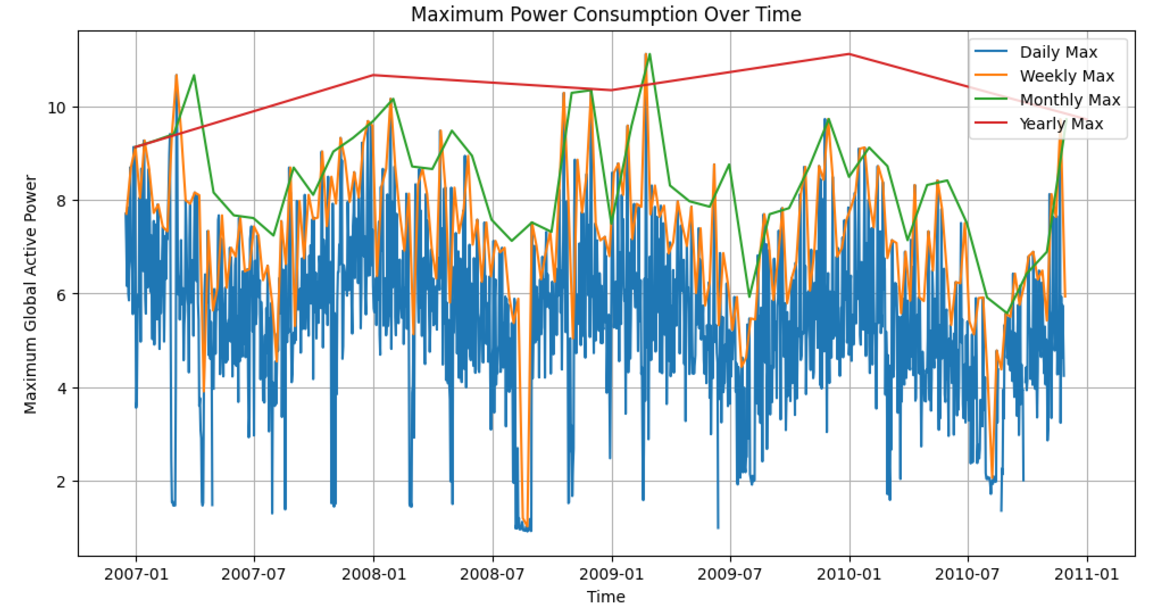 Maximum Power Consumption Over Time
Daily Max
Weekly Max
Monthly Max
Yearly Max
Maximum Global Active Power
10
8
6
4
2
2007-01
2007-07
2008-01
2008-07
2009-01
2009-07
2010-01
2010-07
2011-01
Time